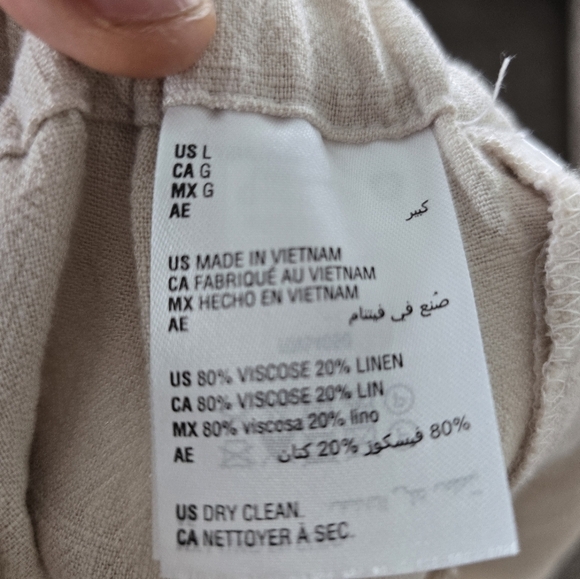 US L
CA G
MX G
AE كبير
US MADE IN VIETNAM
CA FABRIQUÉ AU VIETNAM
MX HECHO EN VIETNAM
AE صُنع في فيتنام
US 80% VISCOSE 20% LINEN
CA 80% VISCOSE 20% LIN
MX 80% viscosa 20% lino
AE 80% فيسكوز 20% كتان
US DRY CLEAN.
CA NETTOYER À SEC.